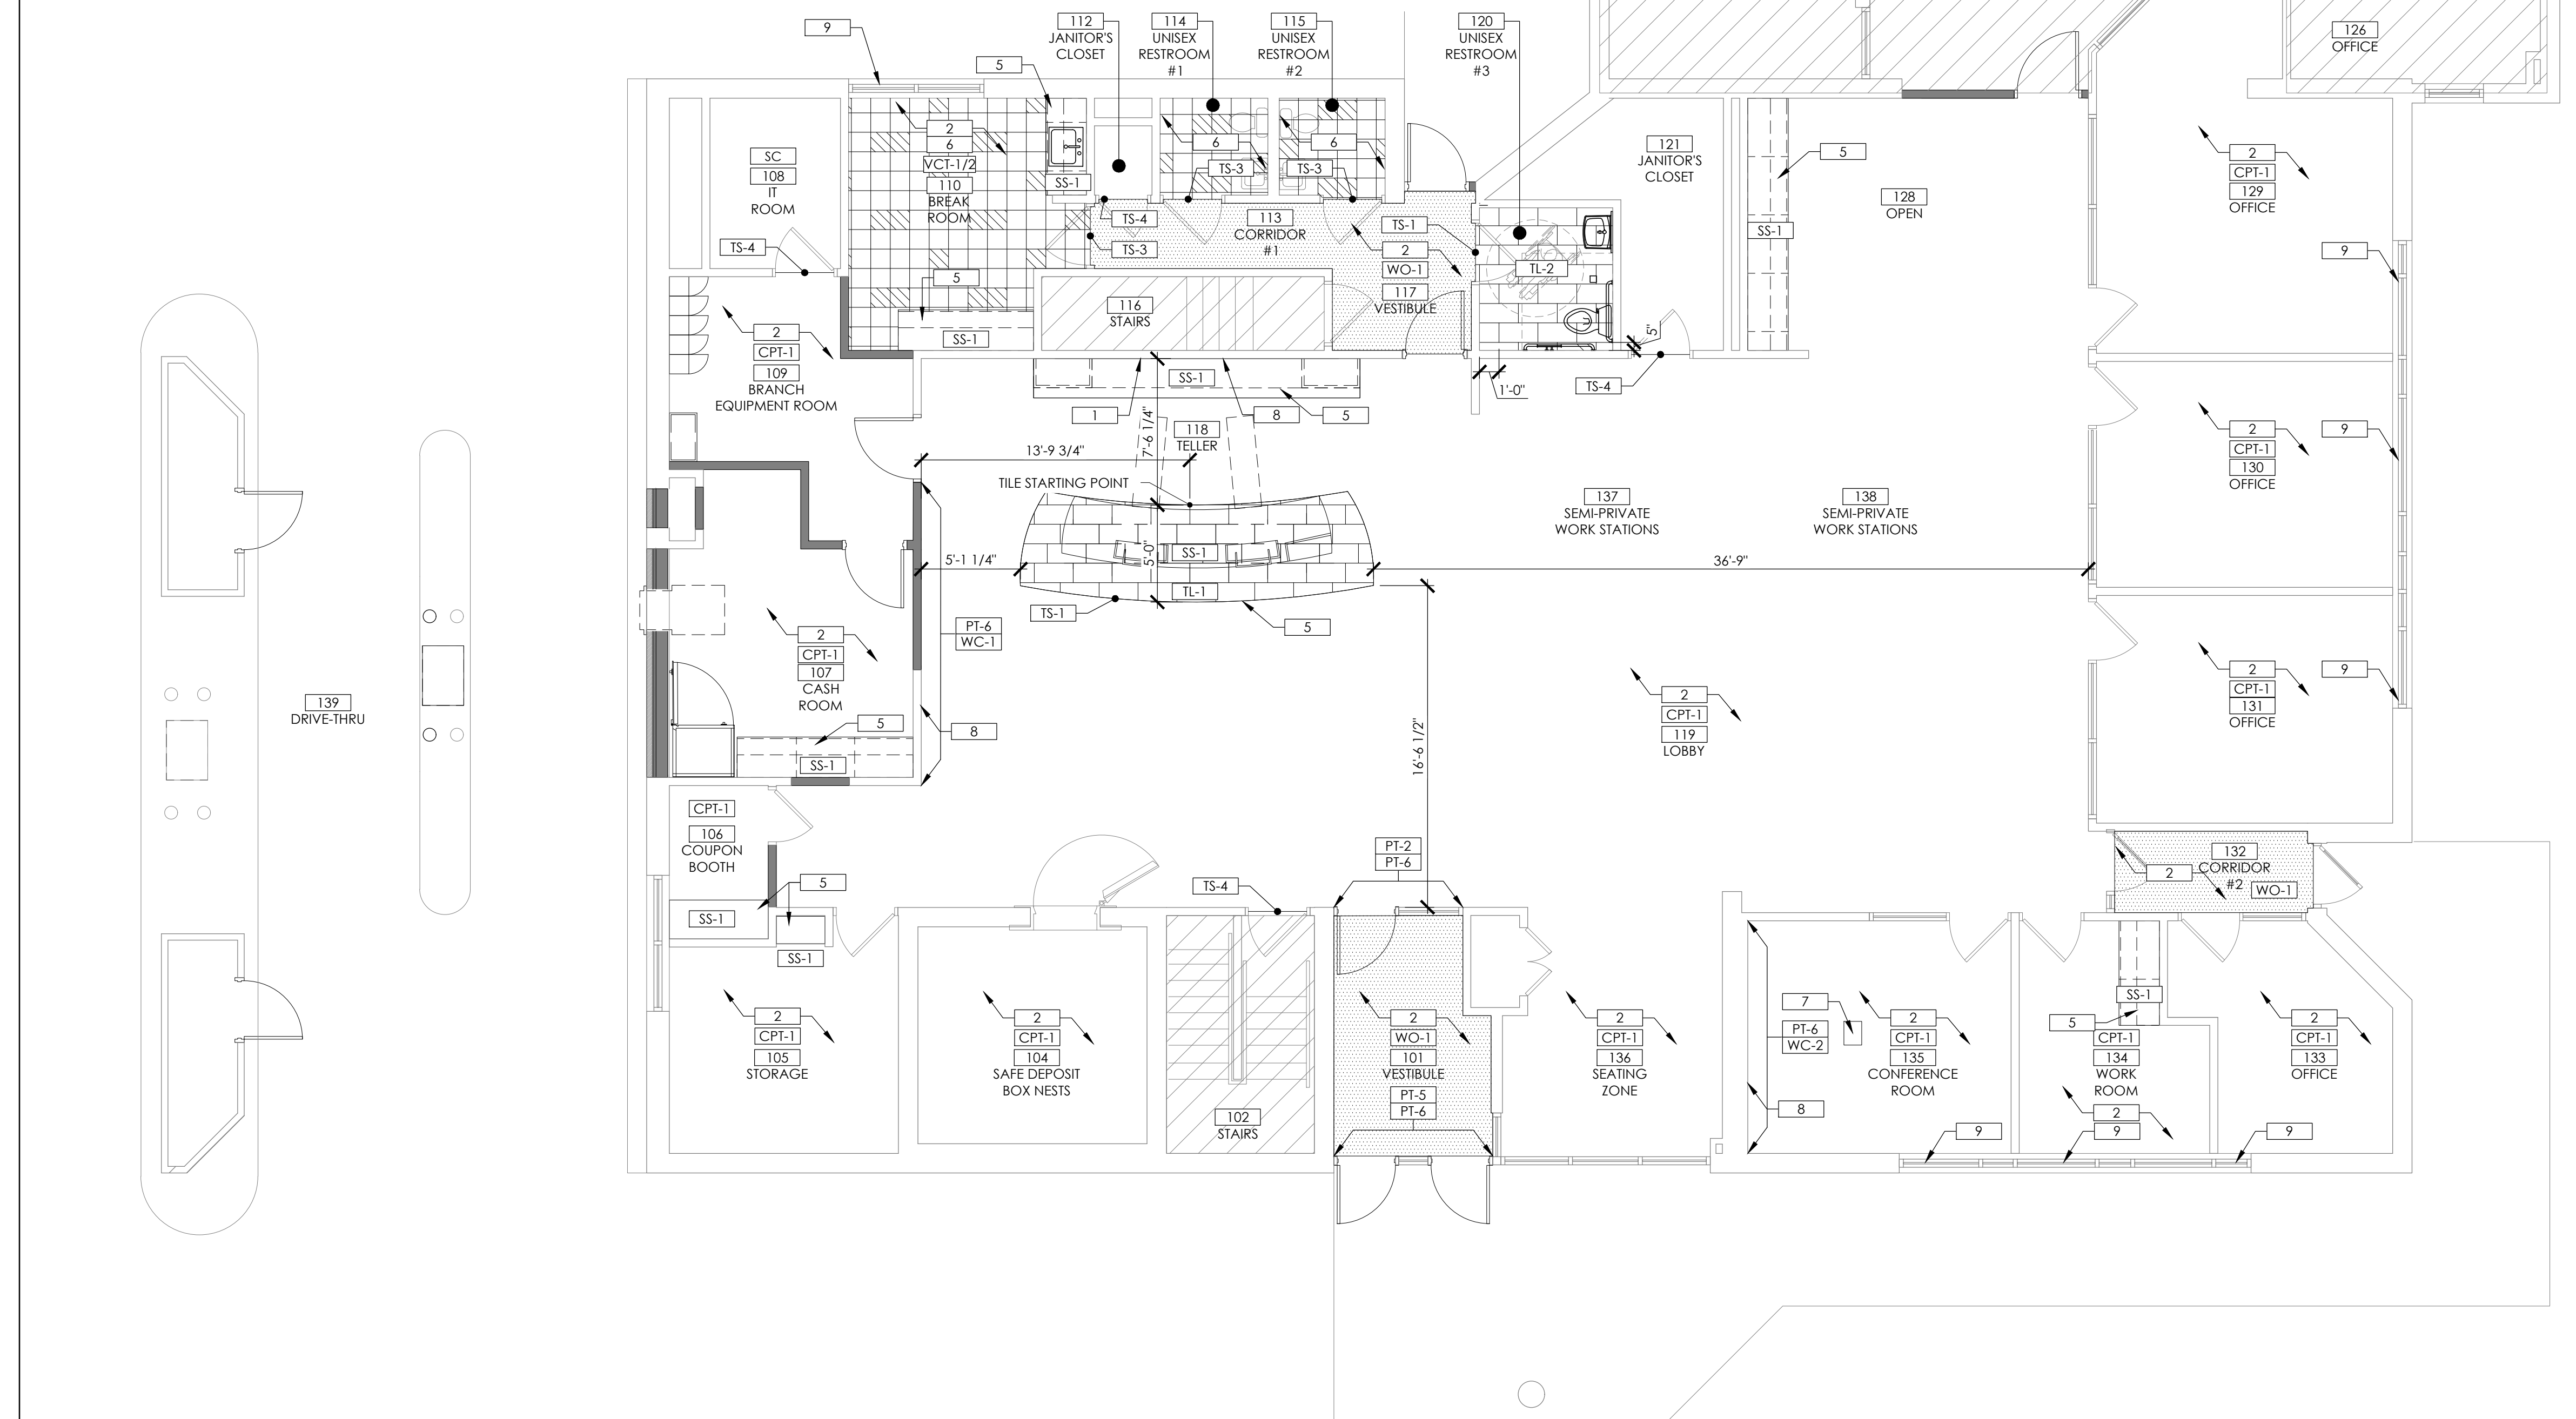 9
112
JANITOR'S
CLOSET
114
UNISEX
RESTROOM
#1
115
UNISEX
RESTROOM
#2
120
UNISEX
RESTROOM
#3
126
OFFICE
5
2
6
VCT-1/2
110
BREAK
ROOM
SS-1
6
TS-3
6
TS-3
SC
108
IT
ROOM
TS-4
TS-4
TS-3
113
CORRIDOR
#1
TS-1
2
WO-1
117
VESTIBULE
TL-2
121
JANITOR'S
CLOSET
5
SS-1
128
OPEN
2
CPT-1
129
OFFICE
9
5
SS-1
116
STAIRS
5"
TS-4
1'-0"
2
CPT-1
109
BRANCH
EQUIPMENT ROOM
SS-1
1
8
5
7'-6 1/4"
118
TELLER
13'-9 3/4"
TILE STARTING POINT
137
SEMI-PRIVATE
WORK STATIONS
138
SEMI-PRIVATE
WORK STATIONS
2
CPT-1
130
OFFICE
9
5'-1 1/4"
5'-0"
SS-1
TL-1
TS-1
5
36'-9"
PT-6
WC-1
2
CPT-1
107
CASH
ROOM
5
SS-1
8
139
DRIVE-THRU
16'-6 1/2"
2
CPT-1
119
LOBBY
2
CPT-1
131
OFFICE
9
CPT-1
106
COUPON
BOOTH
5
SS-1
SS-1
TS-4
PT-2
PT-6
132
CORRIDOR
#2
2
WO-1
2
CPT-1
105
STORAGE
2
CPT-1
104
SAFE DEPOSIT
BOX NESTS
102
STAIRS
2
WO-1
101
VESTIBULE
PT-5
PT-6
2
CPT-1
136
SEATING
ZONE
7
PT-6
WC-2
8
2
CPT-1
135
CONFERENCE
ROOM
9
SS-1
5
CPT-1
134
WORK
ROOM
2
9
2
CPT-1
133
OFFICE
9